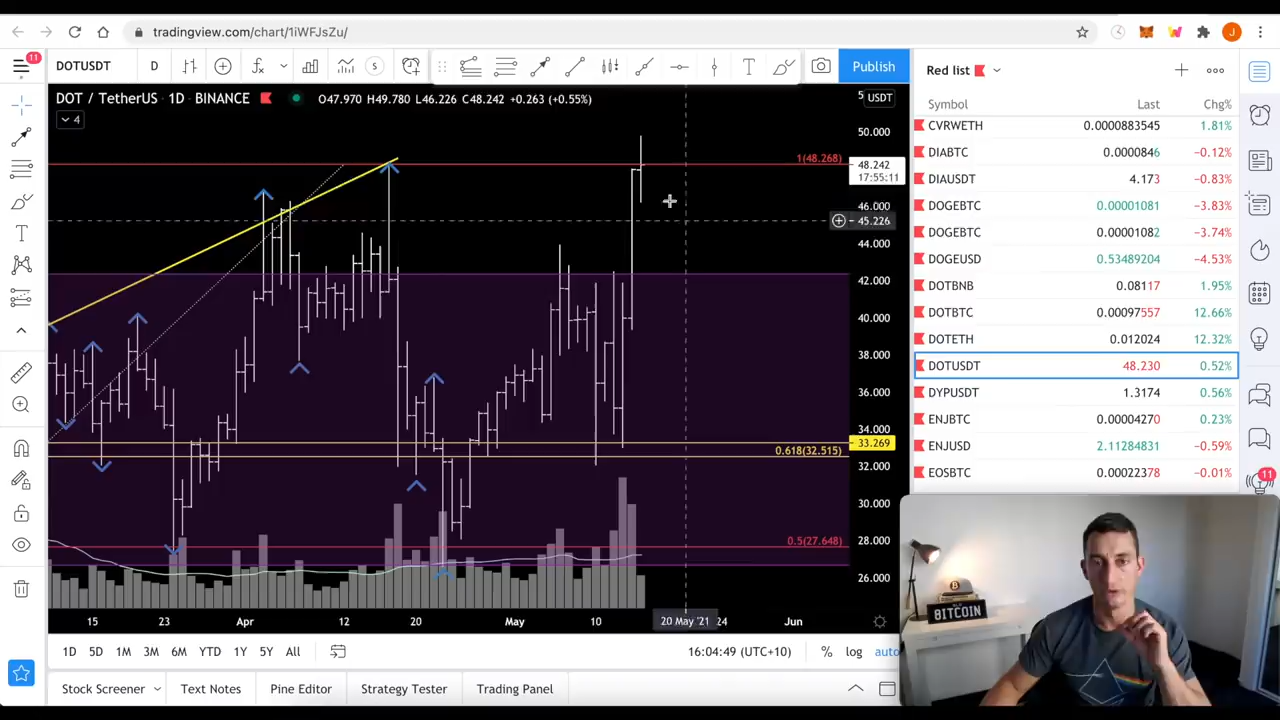 tradingview.com/chart/1iWFJsZu/
J
11
DOTUSDT
D
Publish
DOT / TetherUS · 1D · BINANCE O47.970 H49.780 L46.226 C48.242 +0.263 (+0.55%)
4
USDT
50.000
1(48.268)
48.242
17:55:11
46.000
45.226
44.000
42.000
40.000
38.000
36.000
34.000
33.269
0.618(32.515)
32.000
30.000
28.000
0.5(27.648)
26.000
15
23
Apr
12
20
May
10
20 May '21
24
Jun
1D 5D 1M 3M 6M YTD 1Y 5Y All
16:04:49 (UTC+10)
%
log
auto
Stock Screener
Text Notes
Pine Editor
Strategy Tester
Trading Panel
Red list
Symbol Last Chg%
CVRWETH 0.0000883545 1.81%
DIABTC 0.0000846 −0.12%
DIAUSDT 4.173 −0.83%
DOGEBTC 0.00001081 −3.83%
DOGEBTC 0.00001082 −3.74%
DOGEUSD 0.53489204 −4.53%
DOTBNB 0.08117 1.95%
DOTBTC 0.00097557 12.66%
DOTETH 0.012024 12.32%
DOTUSDT 48.230 0.52%
DYPUSDT 1.3174 0.56%
ENJBTC 0.00004270 0.23%
ENJUSD 2.11284831 −0.59%
EOSBTC 0.00022378 −0.01%
11
BITCOIN